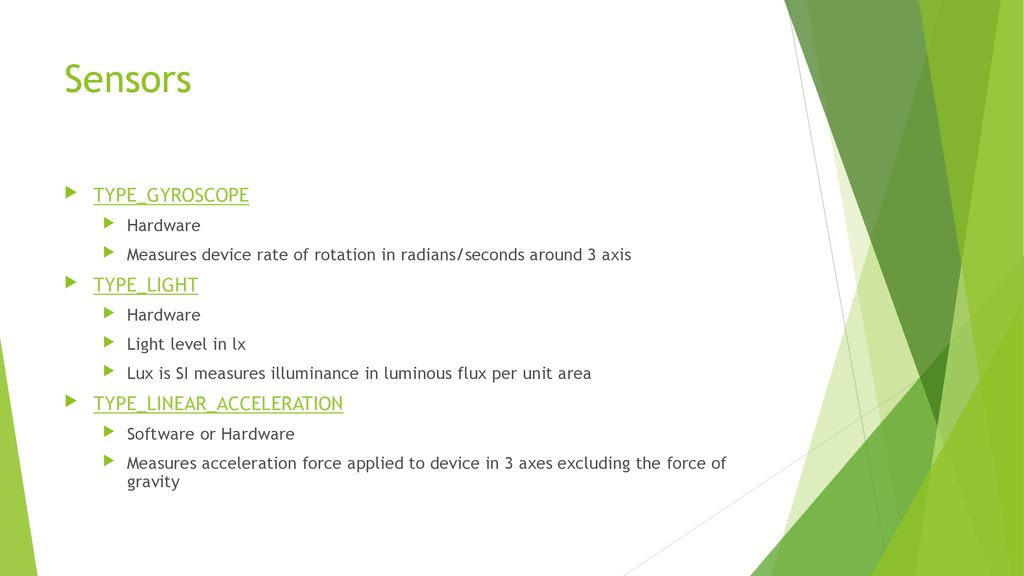 Sensors
TYPE_GYROSCOPE
Hardware
Measures device rate of rotation in radians/seconds around 3 axis
TYPE_LIGHT
Hardware
Light level in lx
Lux is SI measures illuminance in luminous flux per unit area
TYPE_LINEAR_ACCELERATION
Software or Hardware
Measures acceleration force applied to device in 3 axes excluding the force of
gravity